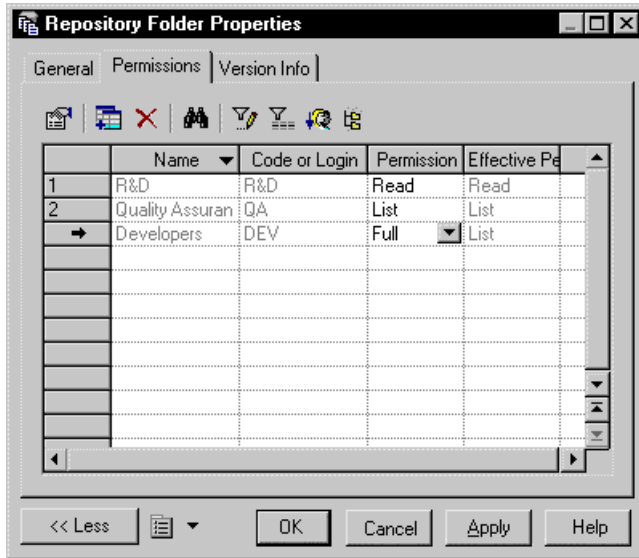 Repository Folder Properties
General Permissions Version Info
Name Code or Login Permission Effective Pe
1 R&D R&D Read Read
2 Quality Assuran QA List List
Developers DEV Full List
<< Less OK Cancel Apply Help